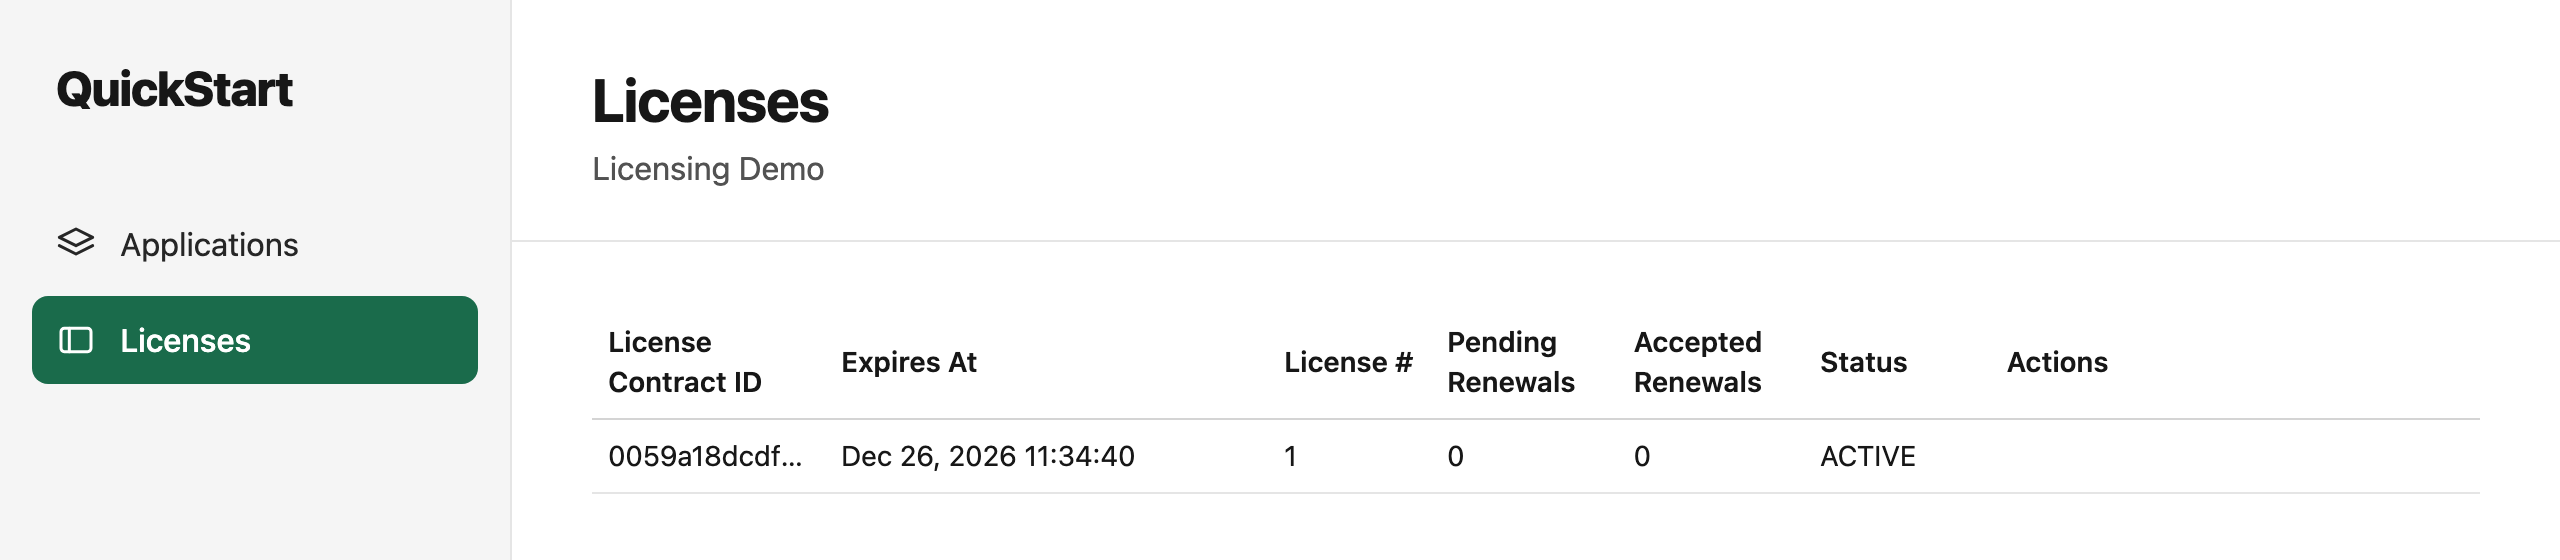 QuickStart
Applications
Licenses
Licenses
Licensing Demo
License Contract ID Expires At License # Pending Renewals Accepted Renewals Status Actions
0059a18dcdf... Dec 26, 2026 11:34:40 1 0 0 ACTIVE